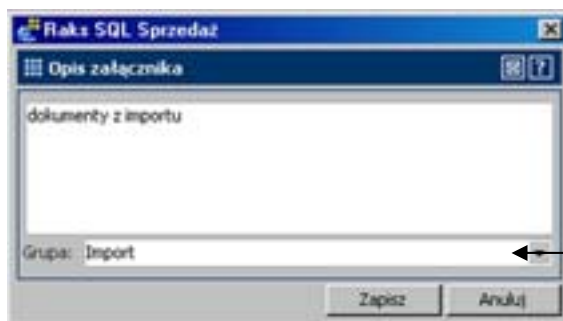 Raks SQL Sprzedaż
Opis załącznika
?
dokumenty z importu
Grupa: Import
Zapisz Anuluj